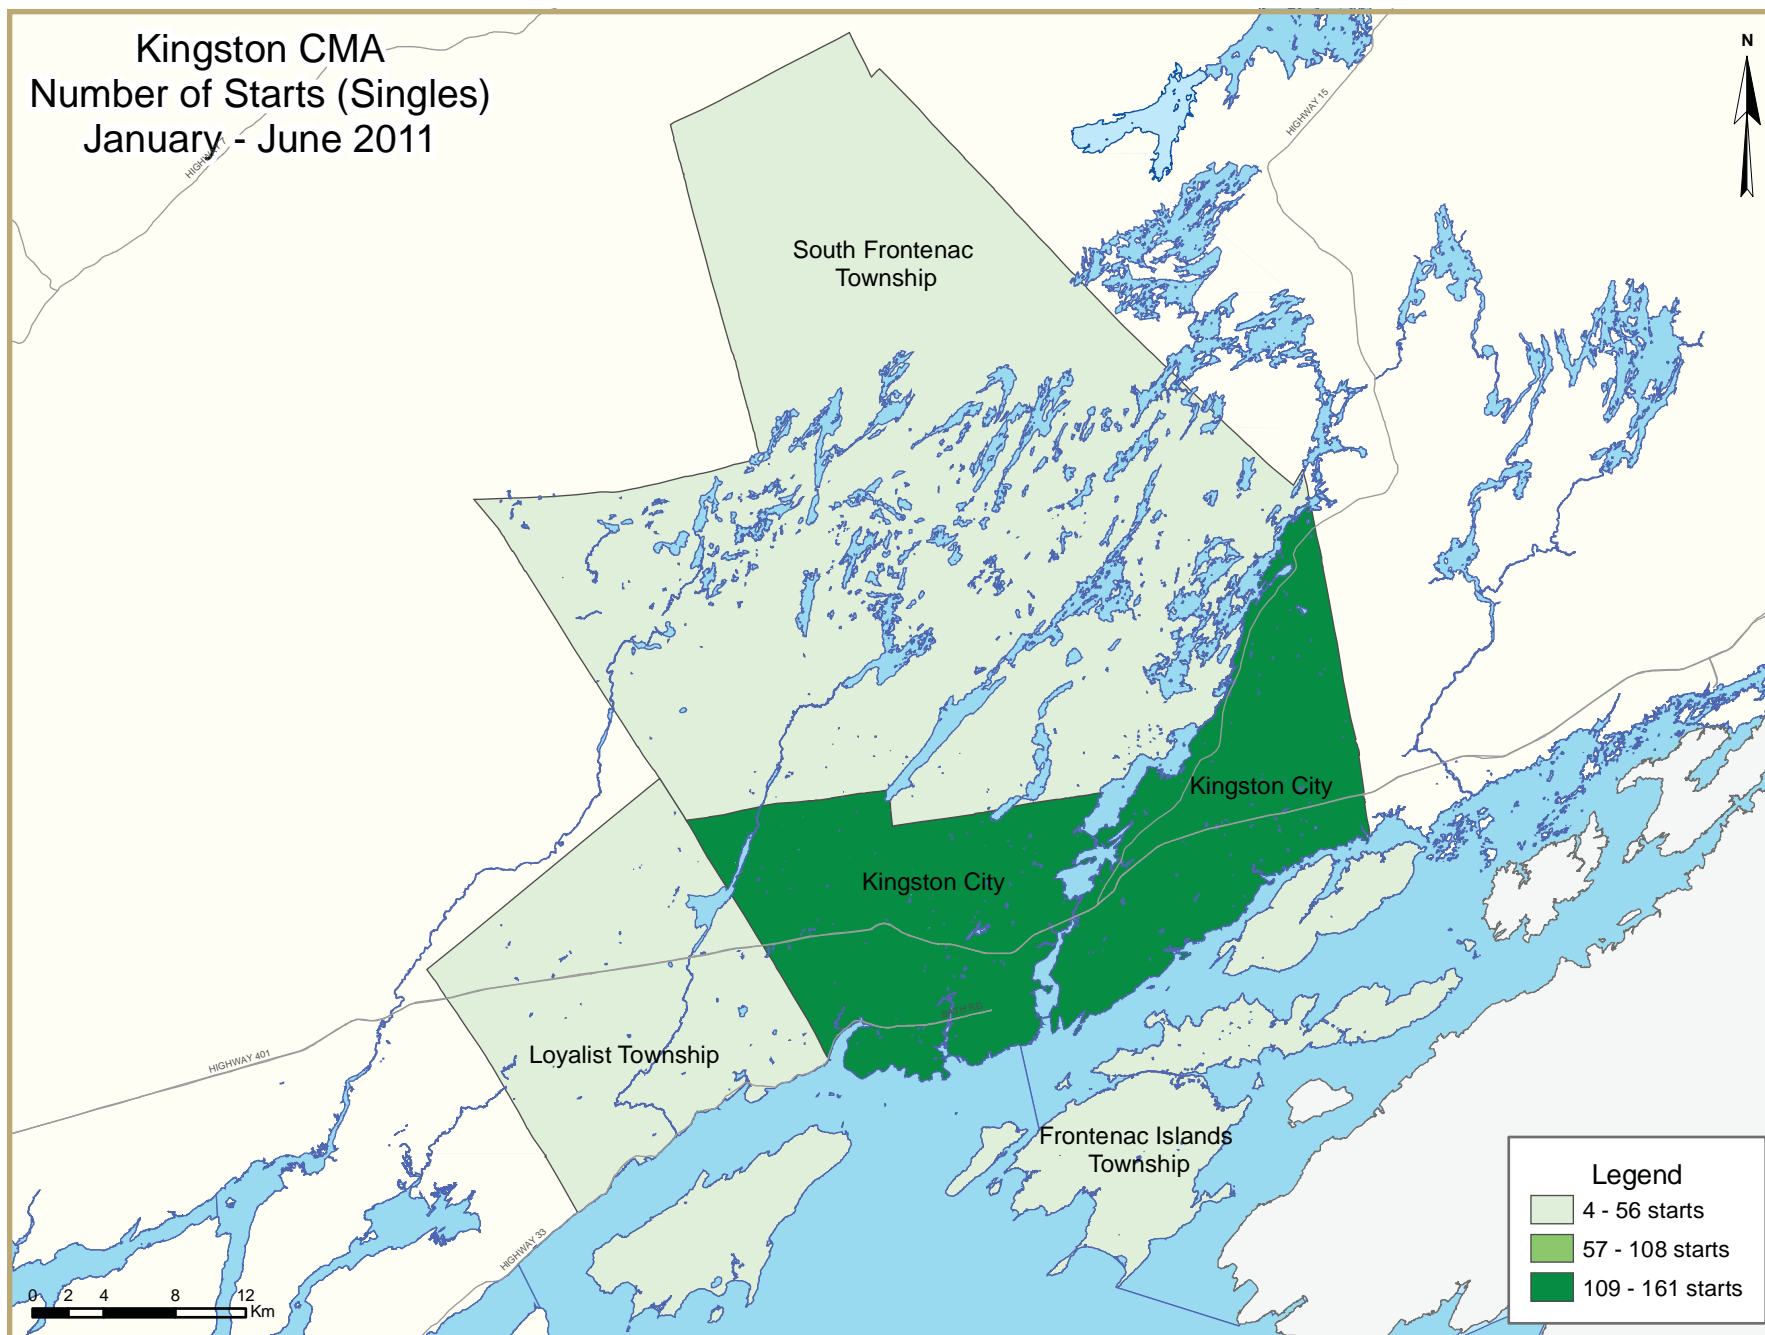 Kingston CMA
Number of Starts (Singles)
January - June 2011
HIGHWAY 7
HIGHWAY 15
N
South Frontenac
Township
Kingston City
Kingston City
Loyalist Township
HIGHWAY 401
Frontenac Islands
Township
HIGHWAY 33
0 2 4 8 12
Km
Legend
4 - 56 starts
57 - 108 starts
109 - 161 starts